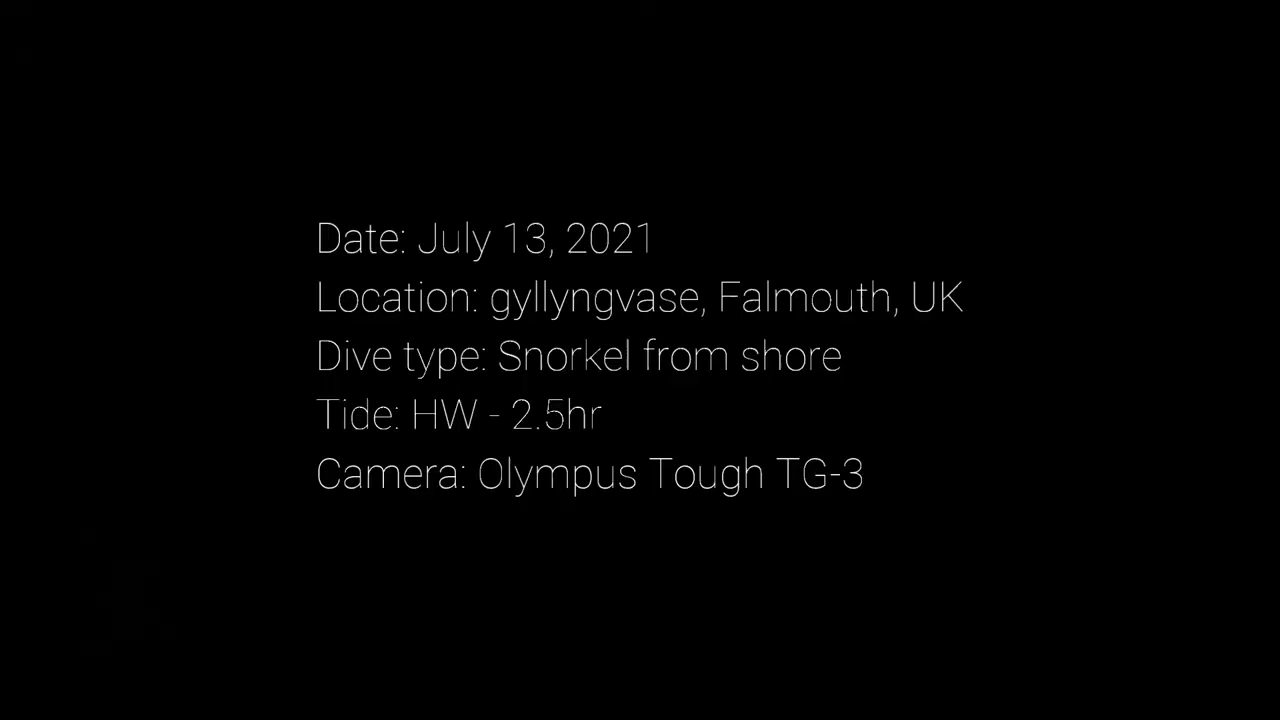 Date: July 13, 2021
Location: gyllyngvase, Falmouth, UK
Dive type: Snorkel from shore
Tide: HW - 2.5hr
Camera: Olympus Tough TG-3